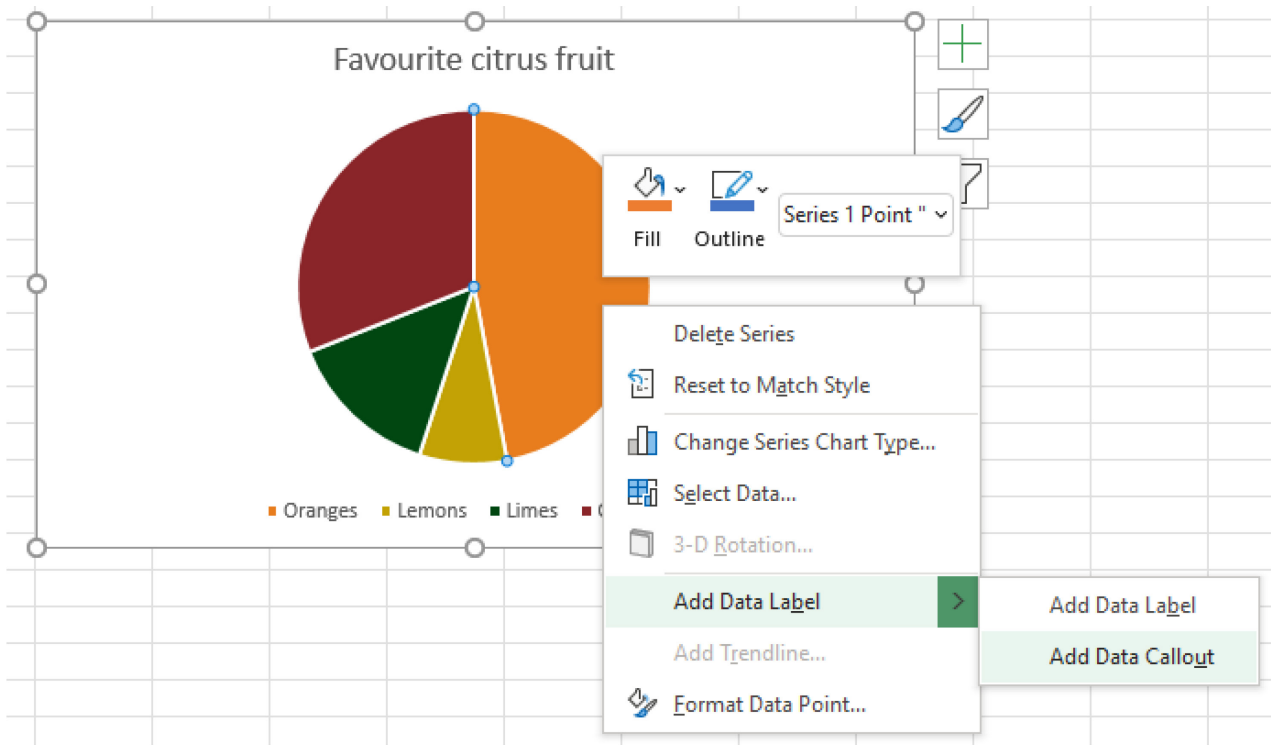 Favourite citrus fruit
Fill
Outline
Series 1 Point "
Oranges
Lemons
Limes
Delete Series
Reset to Match Style
Change Series Chart Type...
Select Data...
3-D Rotation...
Add Data Label
Add Trendline...
Format Data Point...
Add Data Label
Add Data Callout